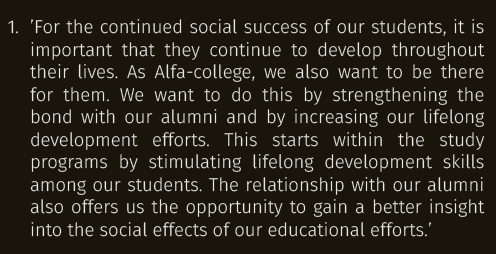 1. 'For the continued social success of our students, it is
important that they continue to develop throughout
their lives. As Alfa-college, we also want to be there
for them. We want to do this by strengthening the
bond with our alumni and by increasing our lifelong
development efforts. This starts within the study
programs by stimulating lifelong development skills
among our students. The relationship with our alumni
also offers us the opportunity to gain a better insight
into the social effects of our educational efforts.'